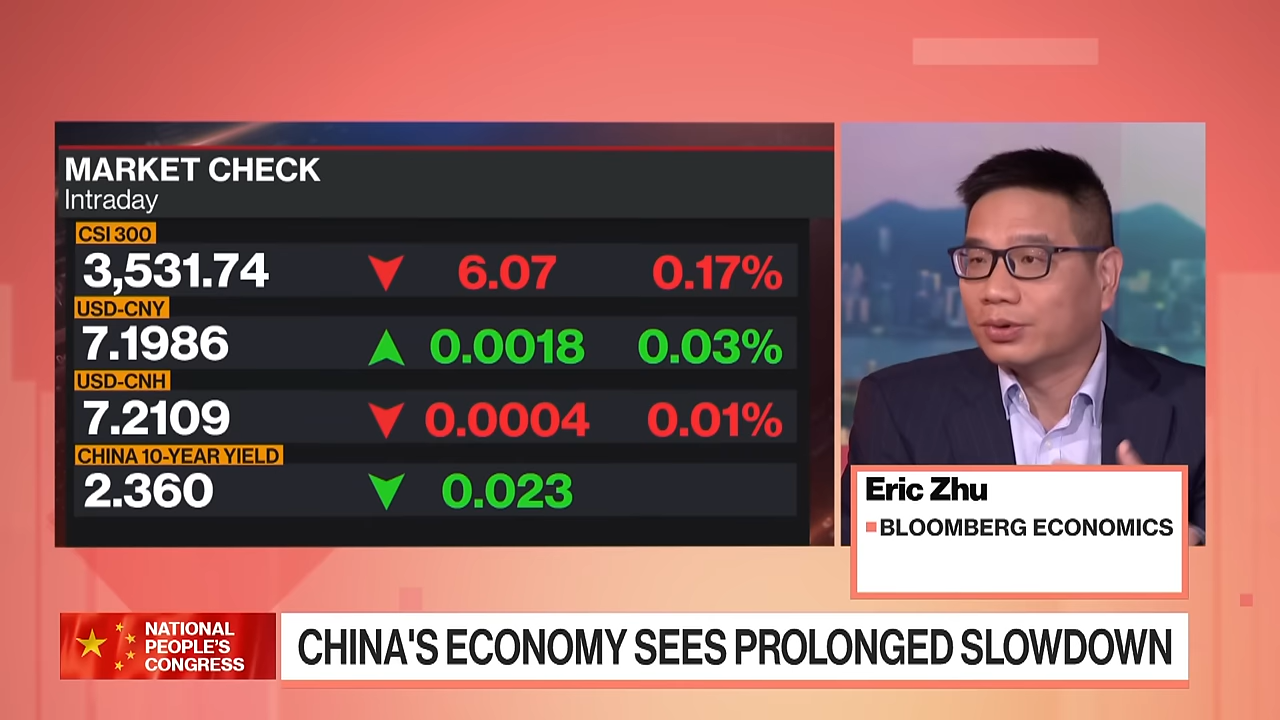 MARKET CHECK
Intraday
CSI 300
3,531.74 ▼ 6.07 0.17%
USD-CNY
7.1986 ▲ 0.0018 0.03%
USD-CNH
7.2109 ▼ 0.0004 0.01%
CHINA 10-YEAR YIELD
2.360 ▼ 0.023
Eric Zhu
BLOOMBERG ECONOMICS
NATIONAL
PEOPLE'S
CONGRESS
CHINA'S ECONOMY SEES PROLONGED SLOWDOWN